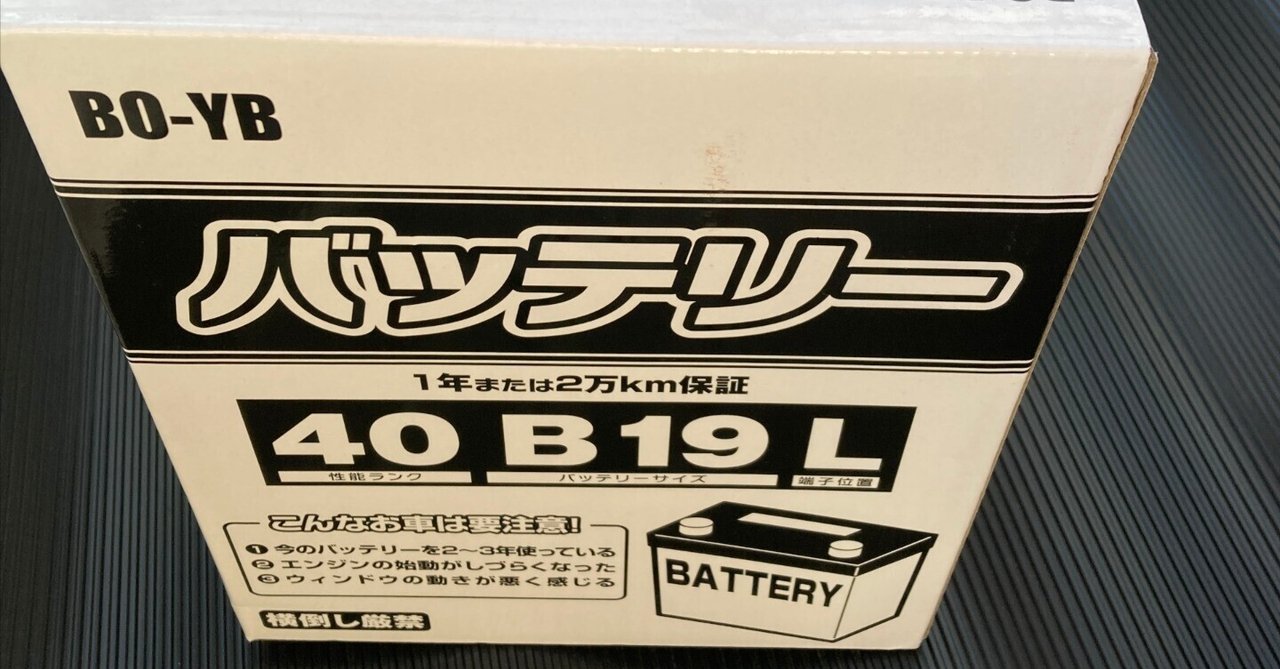 BO-YB
バッテリー
1年または2万km保証
40 B 19 L
性能ランク バッテリーサイズ 端子位置
こんなお車は要注意!
❶今のバッテリーを2〜3年使っている
❷エンジンの始動がしづらくなった
❸ウィンドウの動きが悪く感じる
BATTERY
横倒し厳禁